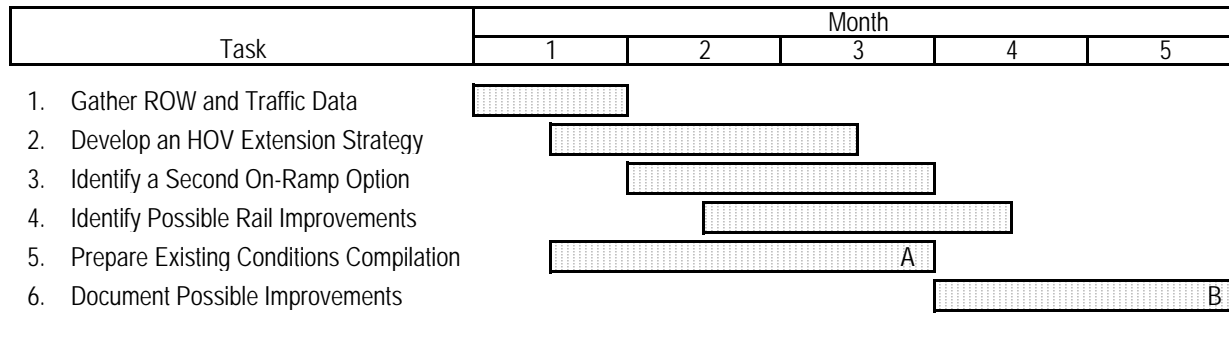 Month
Task 1 2 3 4 5
1. Gather ROW and Traffic Data
2. Develop an HOV Extension Strategy
3. Identify a Second On-Ramp Option
4. Identify Possible Rail Improvements
5. Prepare Existing Conditions Compilation A
6. Document Possible Improvements B